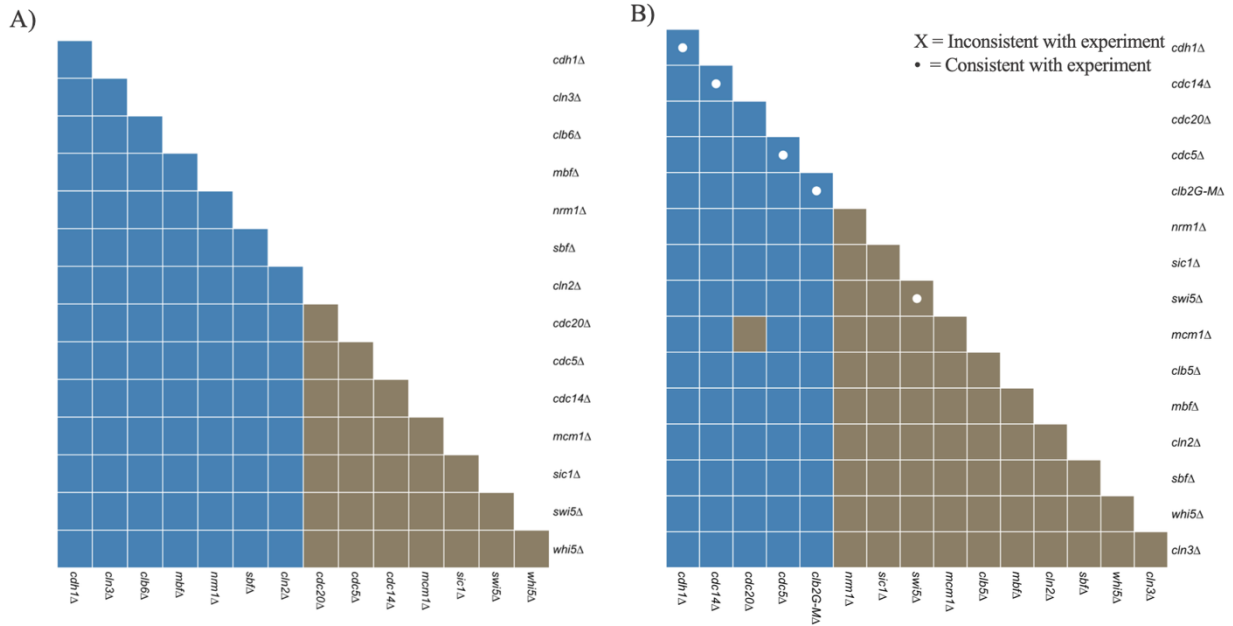 A)
cdh1Δ
cln3Δ
clb6Δ
mbfΔ
nrm1Δ
sbfΔ
cln2Δ
cdc20Δ
cdc5Δ
cdc14Δ
mcm1Δ
sic1Δ
swi5Δ
whi5Δ
cdh1Δ
cln3Δ
clb6Δ
mbfΔ
nrm1Δ
sbfΔ
cln2Δ
cdc20Δ
cdc5Δ
cdc14Δ
mcm1Δ
sic1Δ
swi5Δ
whi5Δ
B)
X = Inconsistent with experiment
• = Consistent with experiment
cdh1Δ
cdc14Δ
cdc20Δ
cdc5Δ
clb2G-MΔ
nrm1Δ
sic1Δ
swi5Δ
mcm1Δ
clb5Δ
mbfΔ
cln2Δ
sbfΔ
whi5Δ
cln3Δ
cdh1Δ
cdc14Δ
cdc20Δ
cdc5Δ
clb2G-MΔ
nrm1Δ
sic1Δ
swi5Δ
mcm1Δ
clb5Δ
mbfΔ
cln2Δ
sbfΔ
whi5Δ
cln3Δ